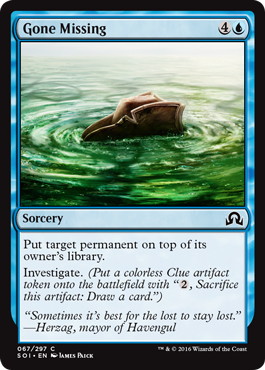 Gone Missing 4
Sorcery
Put target permanent on top of its
owner's library.
Investigate. (Put a colorless Clue artifact
token onto the battlefield with “2, Sacrifice
this artifact: Draw a card.”)
“Sometimes it's best for the lost to stay lost.”
—Herzog, mayor of Havengul
067/297 C
SOI • EN James Paick
™ & © 2016 Wizards of the Coast